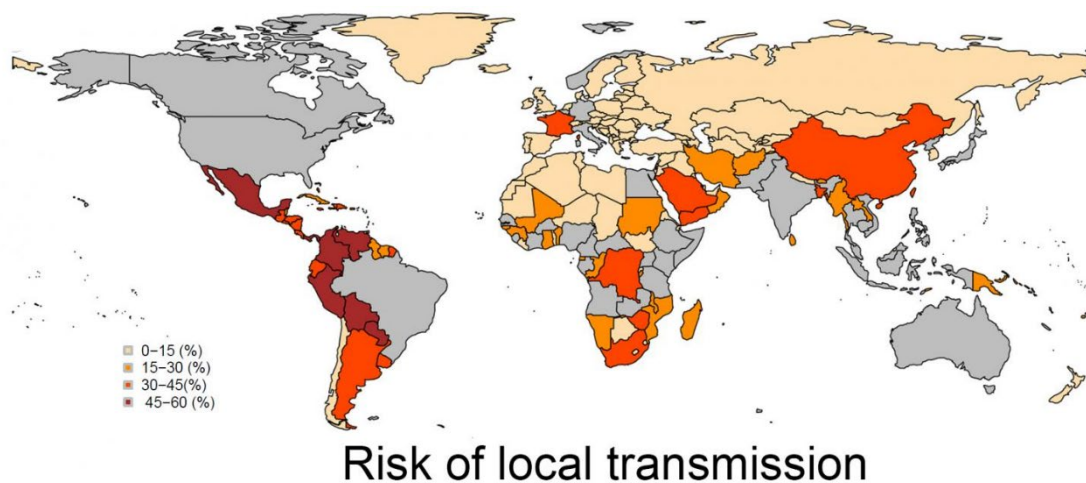 0−15 (%)
15−30 (%)
30−45(%)
45−60 (%)
Risk of local transmission